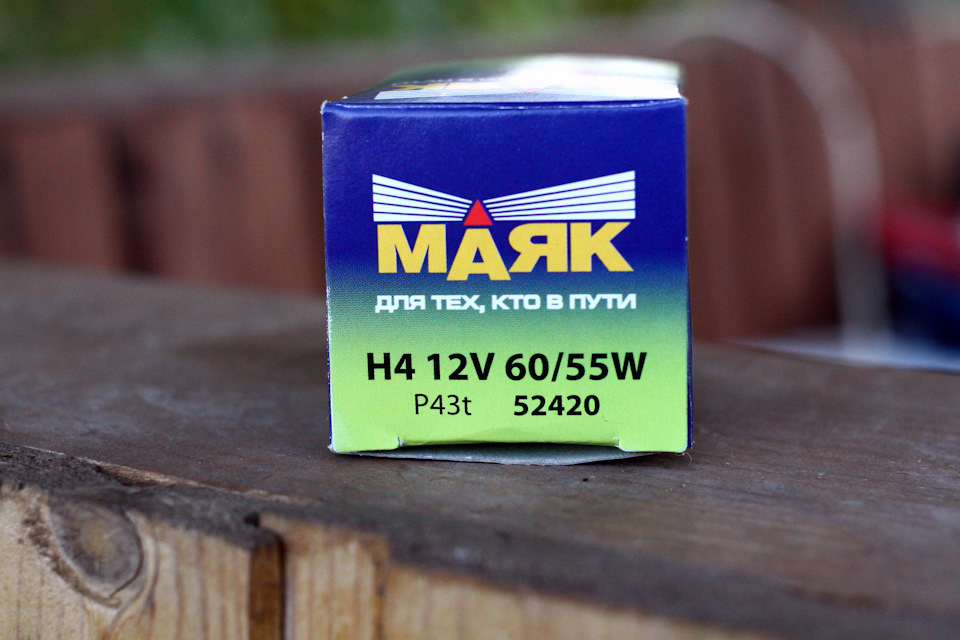 МАЯК
ДЛЯ ТЕХ, КТО В ПУТИ
H4 12V 60/55W
P43t 52420